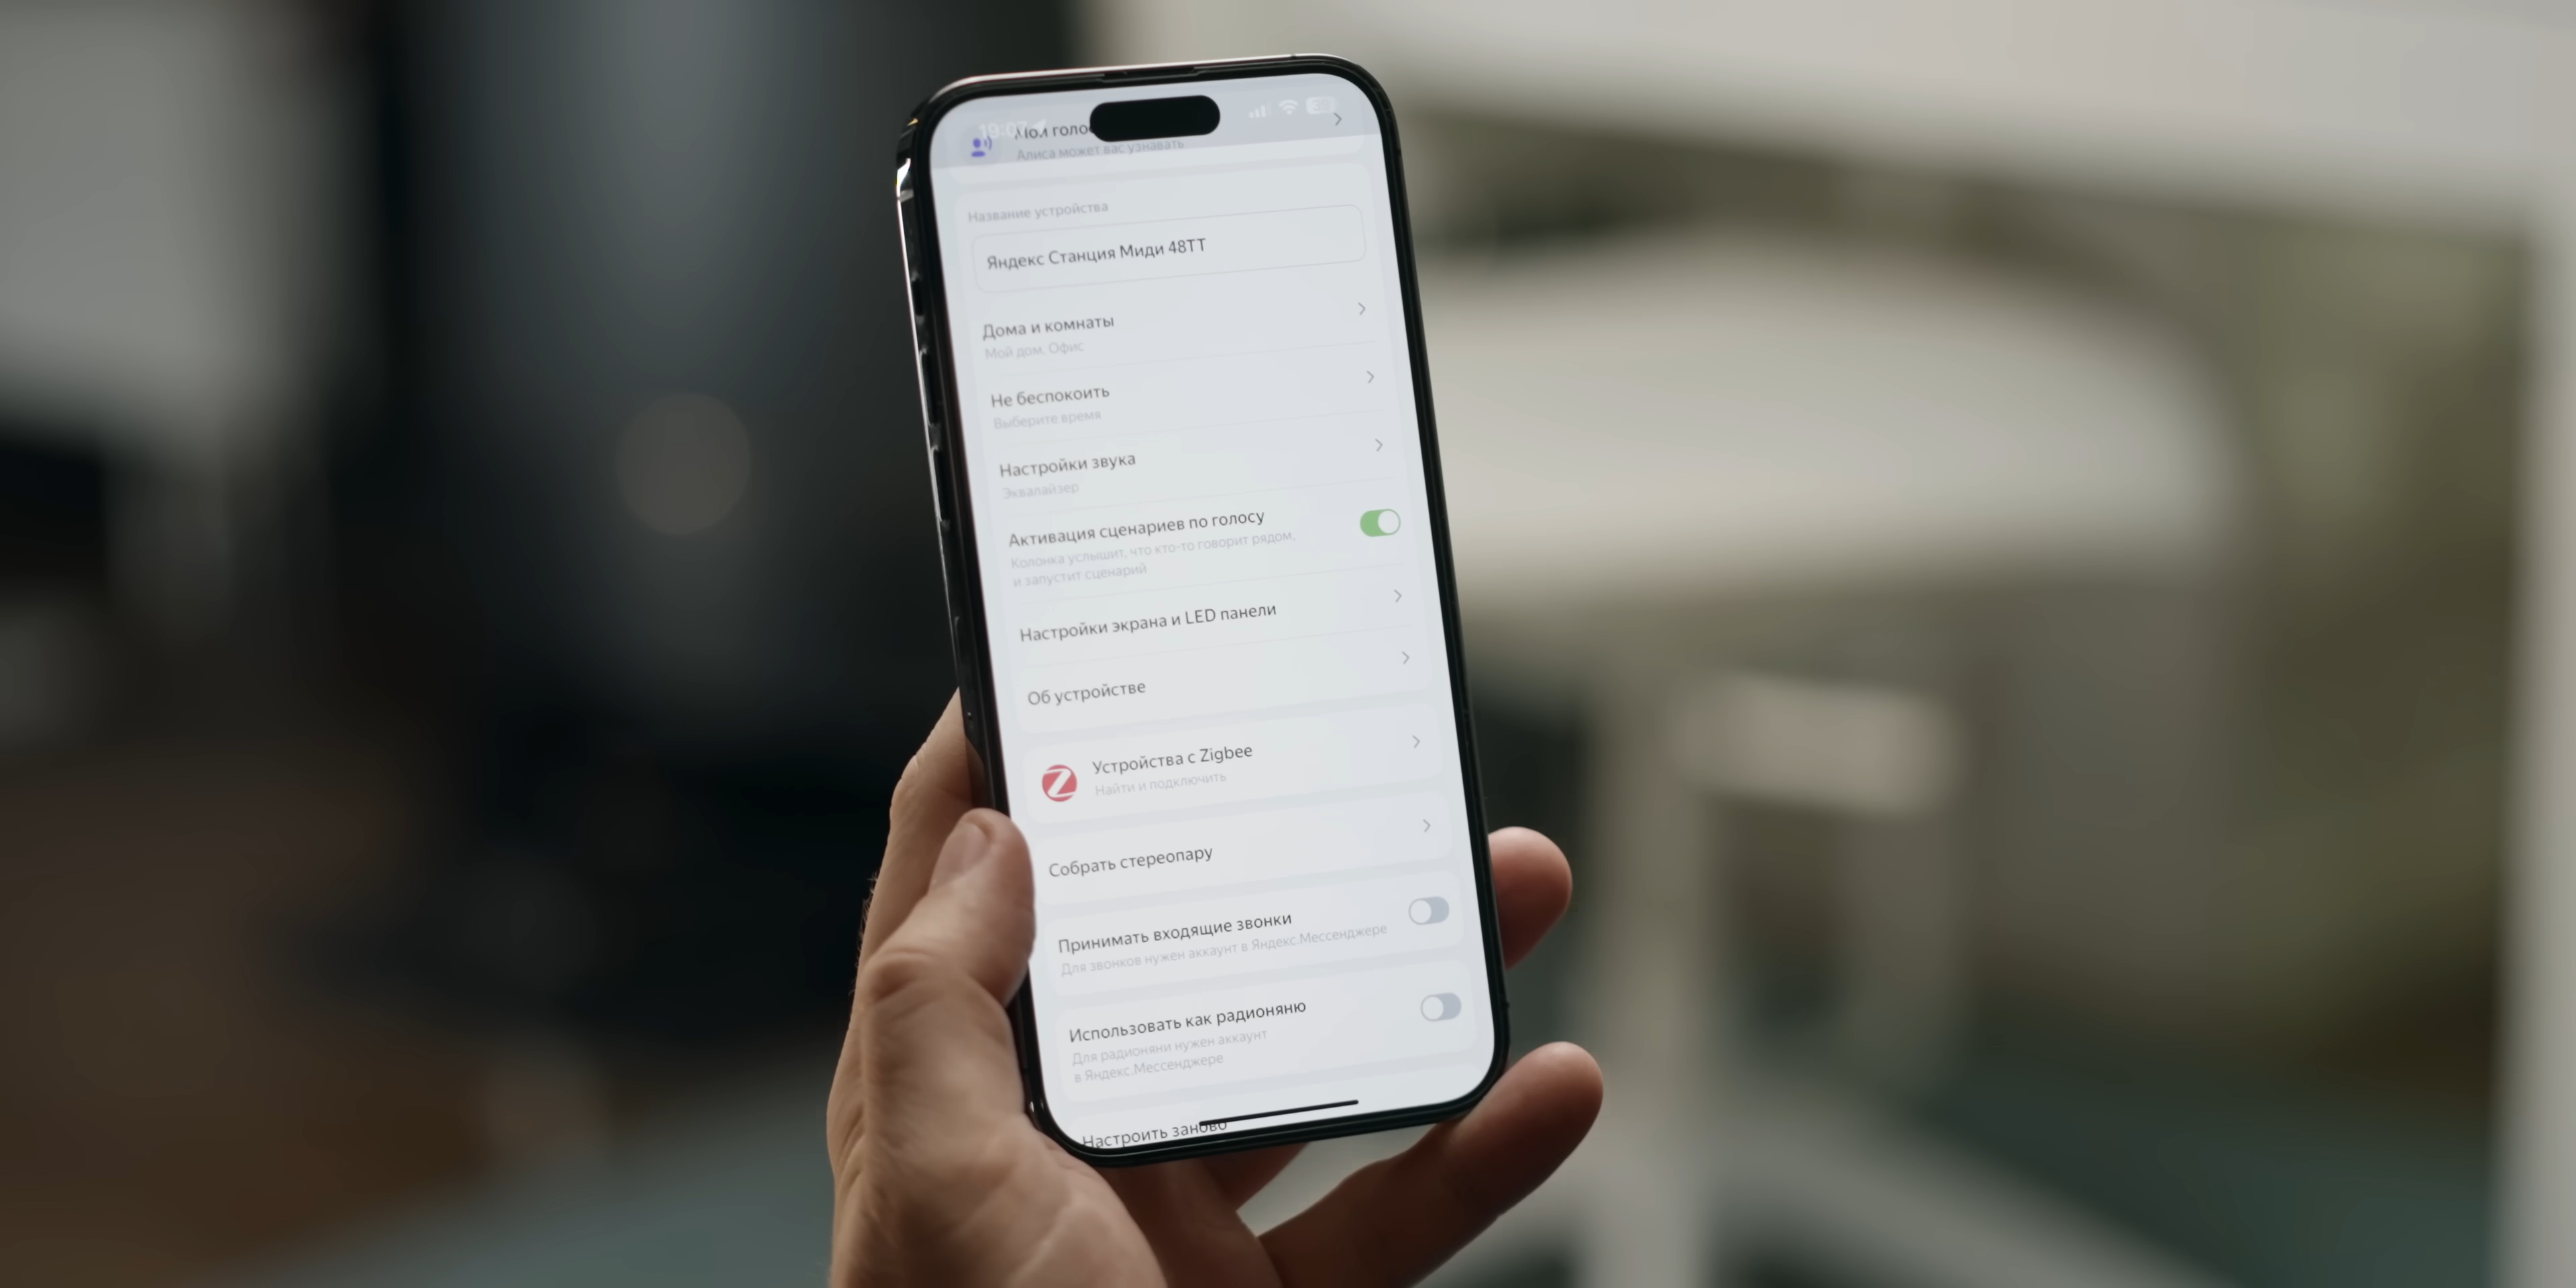 19:07
Мой голос
Алиса может вас узнавать
Название устройства
Яндекс Станция Миди 48TT
Дома и комнаты
Мой дом, Офис
Не беспокоить
Выберите время
Настройки звука
Эквалайзер
Активация сценариев по голосу
Колонка услышит, что кто-то говорит рядом,
и запустит сценарий
Настройки экрана и LED панели
Об устройстве
Устройства с Zigbee
Найти и подключить
Собрать стереопару
Принимать входящие звонки
Для звонков нужен аккаунт в Яндекс.Мессенджере
Использовать как радионяню
Для радионяни нужен аккаунт
в Яндекс.Мессенджере
Настроить заново